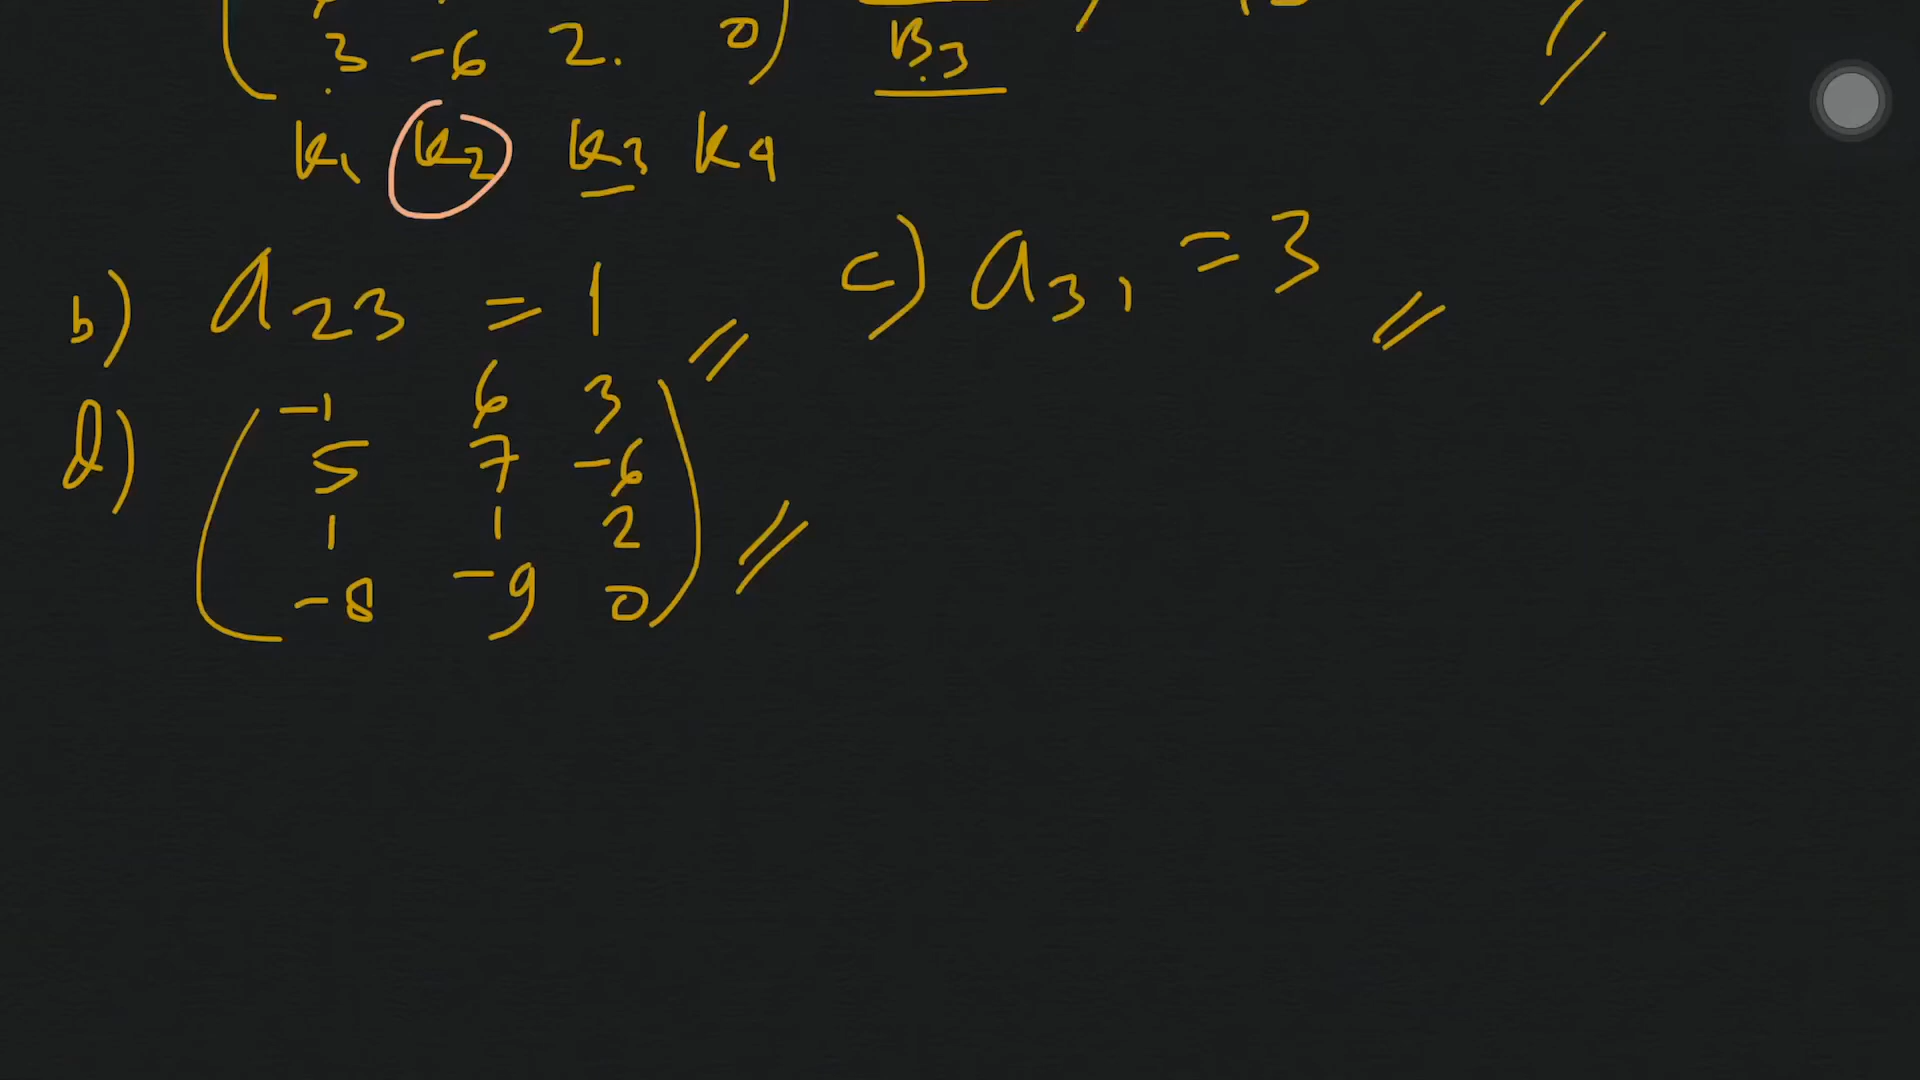 3 -6 2. 0) B3
K1 K2 K3 K4
b) a23 = 1 // c) a31 = 3 //
d) ( -1 6 3
5 7 -6
1 1 2
-8 -9 0 ) //